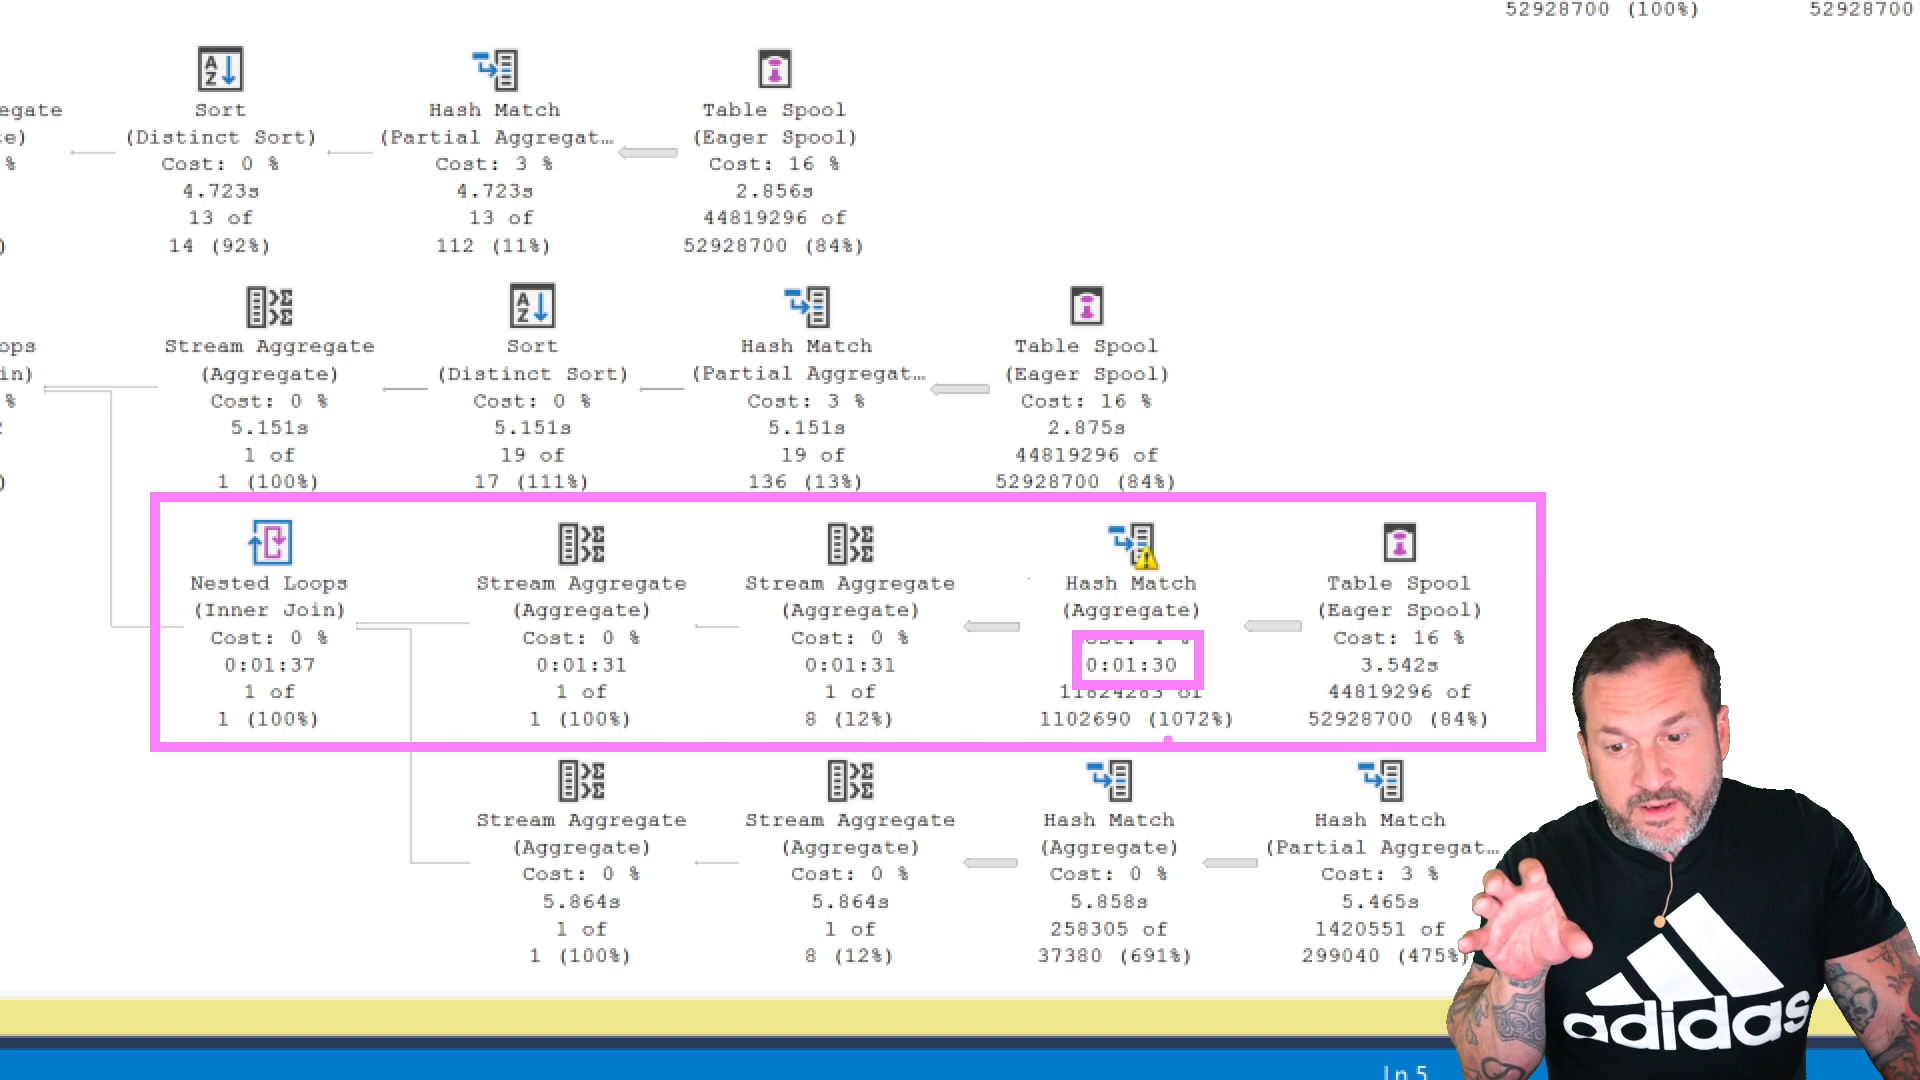 52928700 (100%) 52928700
egate Sort Hash Match Table Spool
te) (Distinct Sort) (Partial Aggregat… (Eager Spool)
% Cost: 0 % Cost: 3 % Cost: 16 %
4.723s 4.723s 2.856s
13 of 13 of 44819296 of
) 14 (92%) 112 (11%) 52928700 (84%)
ops Stream Aggregate Sort Hash Match Table Spool
in) (Aggregate) (Distinct Sort) (Partial Aggregat… (Eager Spool)
% Cost: 0 % Cost: 0 % Cost: 3 % Cost: 16 %
5.151s 5.151s 5.151s 2.875s
1 of 19 of 19 of 44819296 of
) 1 (100%) 17 (111%) 136 (13%) 52928700 (84%)
Nested Loops Stream Aggregate Stream Aggregate Hash Match Table Spool
(Inner Join) (Aggregate) (Aggregate) (Aggregate) (Eager Spool)
Cost: 0 % Cost: 0 % Cost: 0 % Cost: 16 %
0:01:37 0:01:31 0:01:31 0:01:30 3.542s
1 of 1 of 1 of 11824283 of 44819296 of
1 (100%) 1 (100%) 8 (12%) 1102690 (1072%) 52928700 (84%)
Stream Aggregate Stream Aggregate Hash Match Hash Match
(Aggregate) (Aggregate) (Aggregate) (Partial Aggregat…
Cost: 0 % Cost: 0 % Cost: 0 % Cost: 3 %
5.864s 5.864s 5.858s 5.465s
1 of 1 of 258305 of 1420551 of
1 (100%) 8 (12%) 37380 (691%) 299040 (475%
adidas
Ln 5